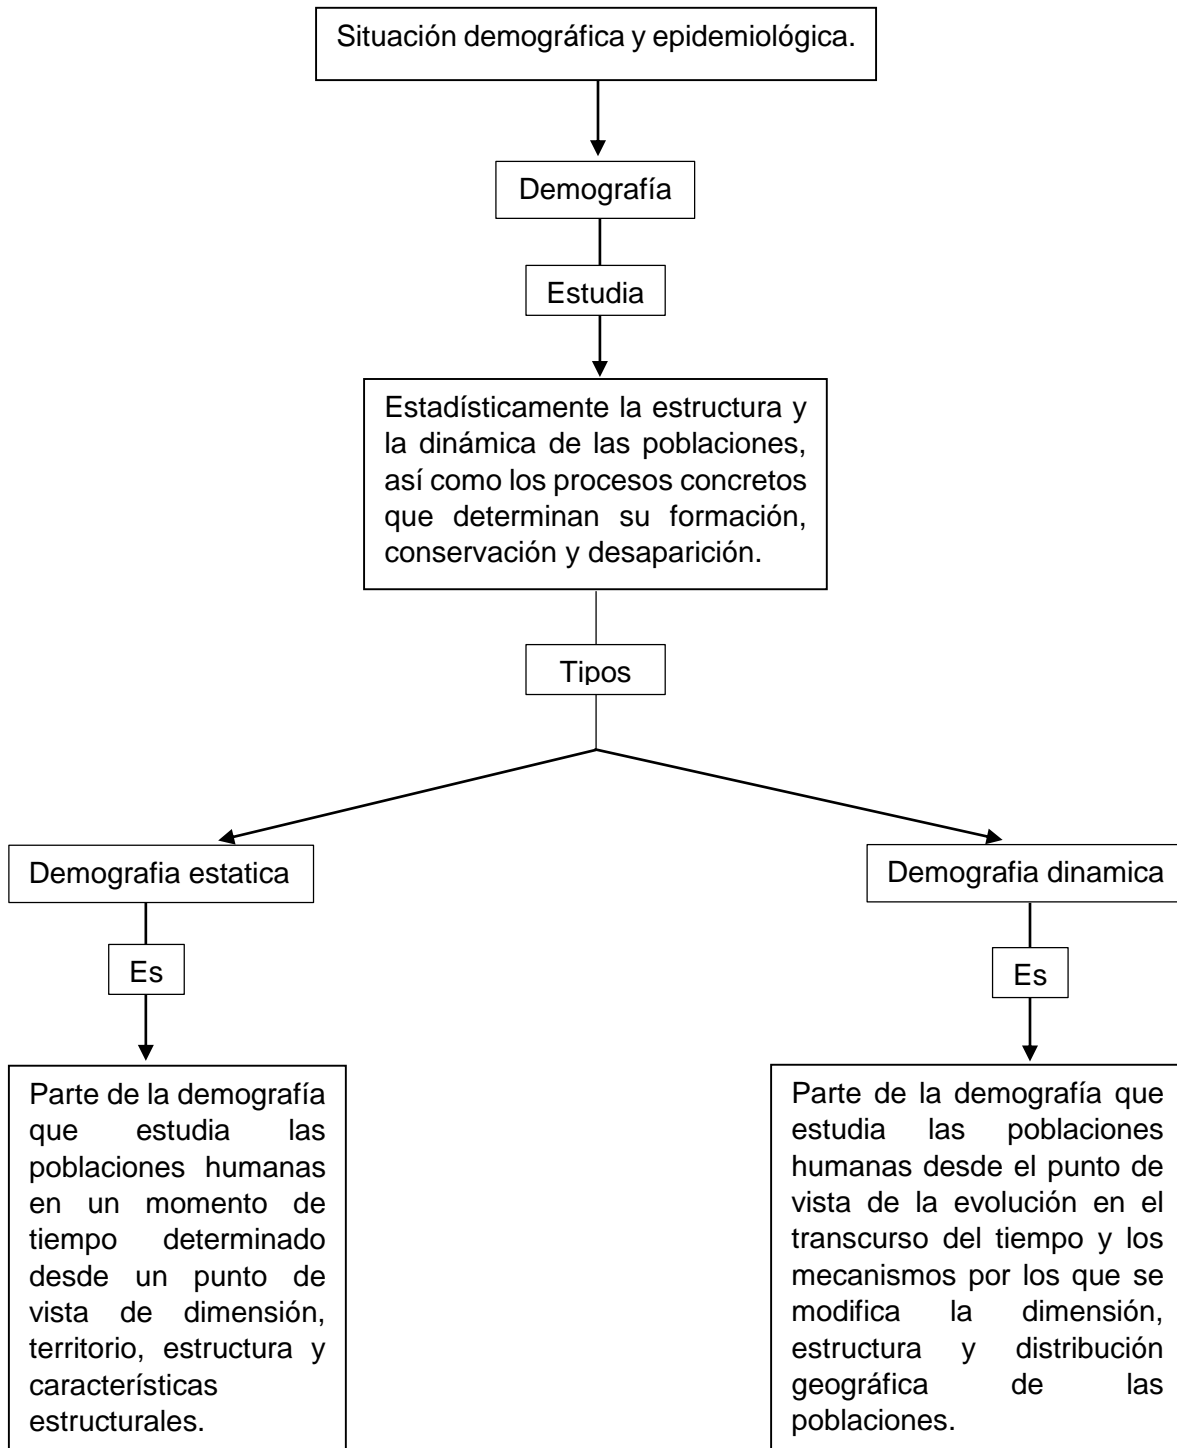 Situación demográfica y epidemiológica.
Demografía
Estudia
Estadísticamente la estructura y
la dinámica de las poblaciones,
así como los procesos concretos
que determinan su formación,
conservación y desaparición.
Tipos
Demografia estatica
Demografia dinamica
Es
Es
Parte de la demografía
que estudia las
poblaciones humanas
en un momento de
tiempo determinado
desde un punto de
vista de dimensión,
territorio, estructura y
características
estructurales.
Parte de la demografía que
estudia las poblaciones
humanas desde el punto de
vista de la evolución en el
transcurso del tiempo y los
mecanismos por los que se
modifica la dimensión,
estructura y distribución
geográfica de las
poblaciones.